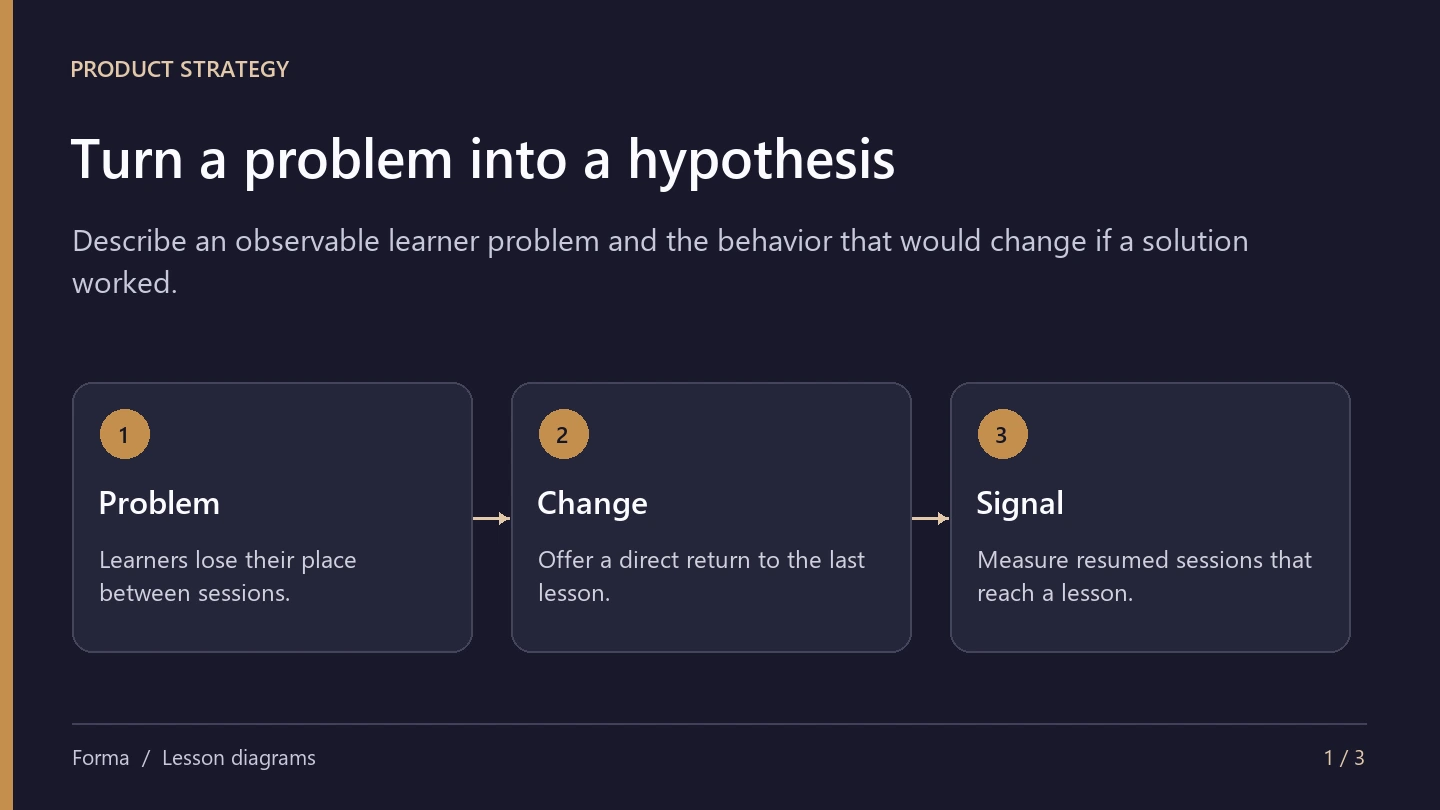 PRODUCT STRATEGY
Turn a problem into a hypothesis
Describe an observable learner problem and the behavior that would change if a solution
worked.
1
Problem
Learners lose their place
between sessions.
2
Change
Offer a direct return to the last
lesson.
3
Signal
Measure resumed sessions that
reach a lesson.
Forma / Lesson diagrams
1 / 3